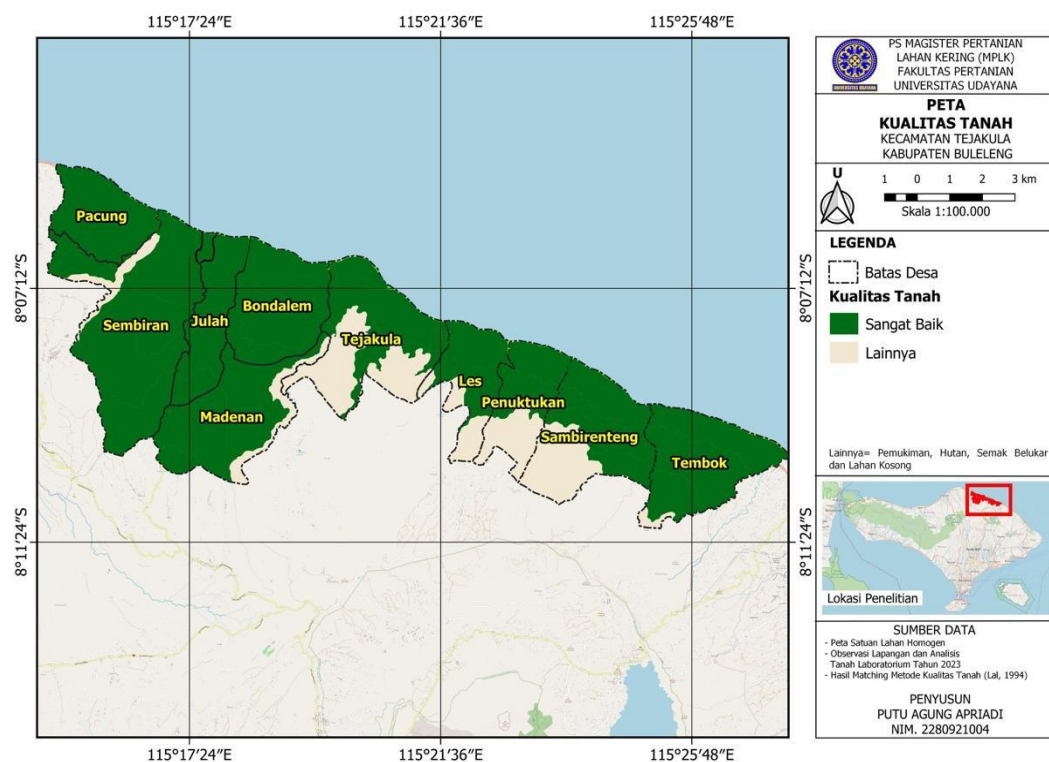 115°17'24"E
115°21'36"E
115°25'48"E
8°07'12"S
8°11'24"S
8°07'12"S
8°11'24"S
Pacung
Sembiran
Julah
Bondalem
Tejakula
Madenan
Les
Penuktukan
Sambirenteng
Tembok
115°17'24"E
115°21'36"E
115°25'48"E
UNIVERSITAS UDAYANA
PS MAGISTER PERTANIAN
LAHAN KERING (MPLK)
FAKULTAS PERTANIAN
UNIVERSITAS UDAYANA
PETA
KUALITAS TANAH
KECAMATAN TEJAKULA
KABUPATEN BULELENG
U
1 0 1 2 3 km
Skala 1:100.000
LEGENDA
Batas Desa
Kualitas Tanah
Sangat Baik
Lainnya
Lainnya= Pemukiman, Hutan, Semak Belukar
dan Lahan Kosong
Lokasi Penelitian
SUMBER DATA
- Peta Satuan Lahan Homogen
- Observasi Lapangan dan Analisis
Tanah Laboratorium Tahun 2023
- Hasil Matching Metode Kualitas Tanah (Lal, 1994)
PENYUSUN
PUTU AGUNG APRIADI
NIM. 2280921004